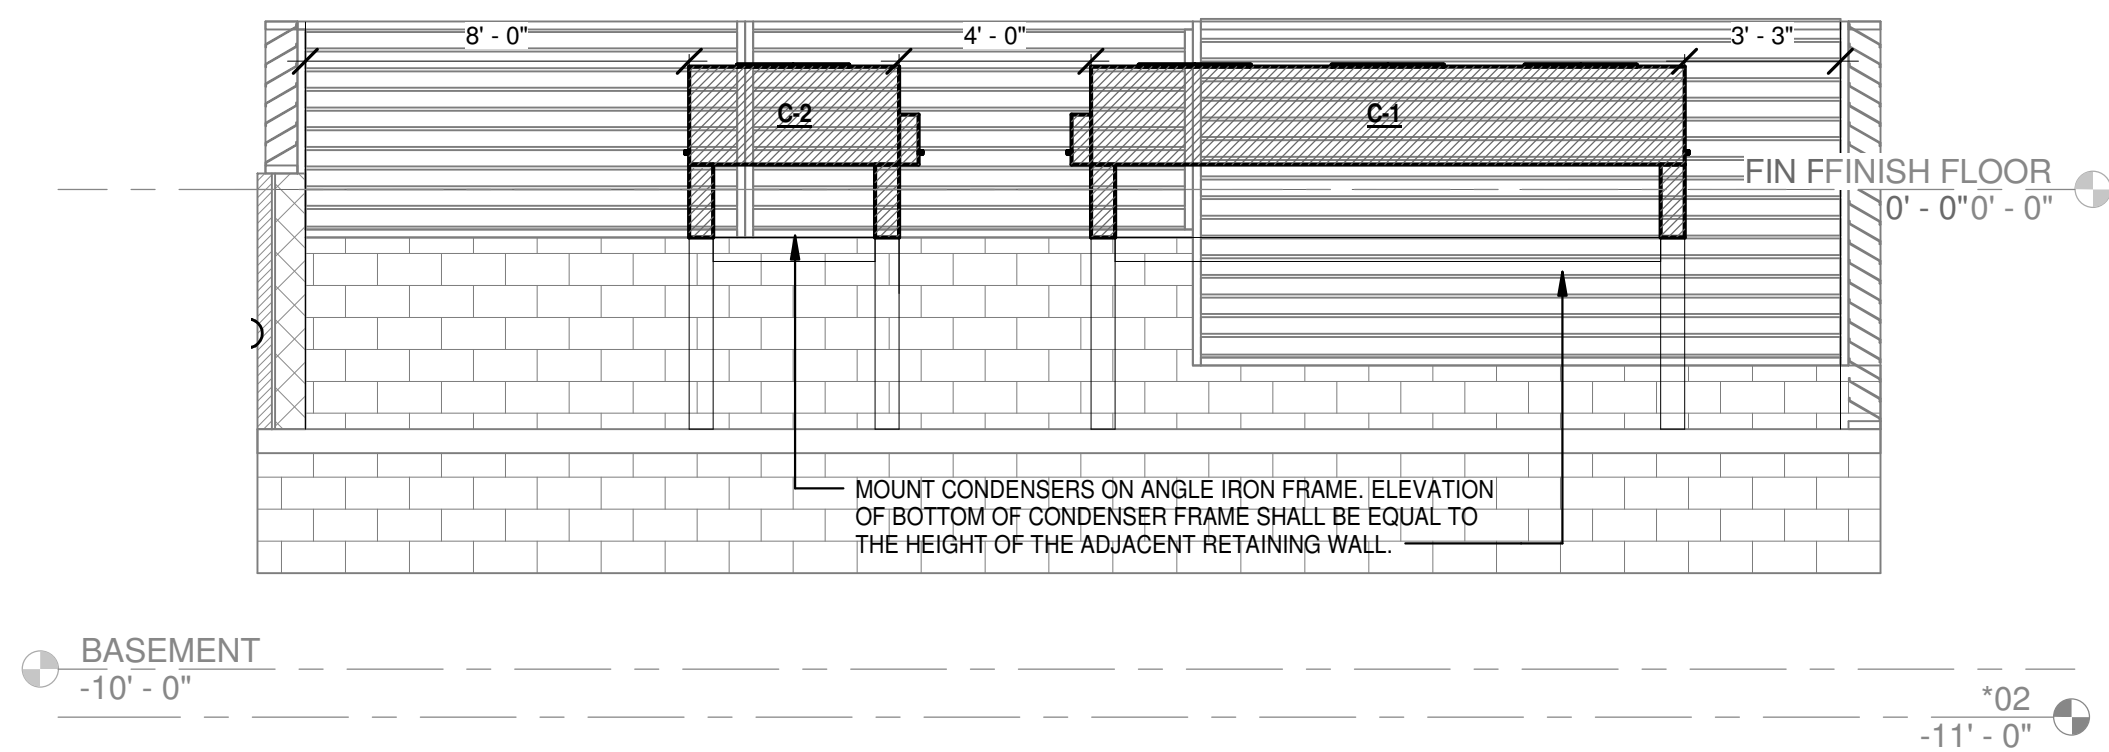 8' - 0"
4' - 0"
3' - 3"
C-2
C-1
FIN FFINISH FLOOR
0' - 0"0' - 0"
MOUNT CONDENSERS ON ANGLE IRON FRAME. ELEVATION
OF BOTTOM OF CONDENSER FRAME SHALL BE EQUAL TO
THE HEIGHT OF THE ADJACENT RETAINING WALL.
BASEMENT
-10' - 0"
*02
-11' - 0"